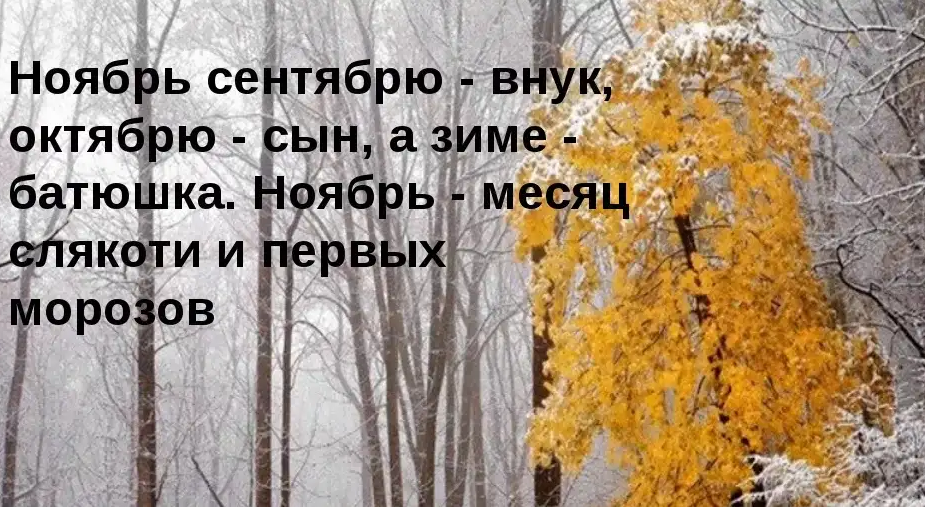 Ноябрь сентябрю - внук,
октябрю - сын, а зиме -
батюшка. Ноябрь - месяц
слякоти и первых
морозов